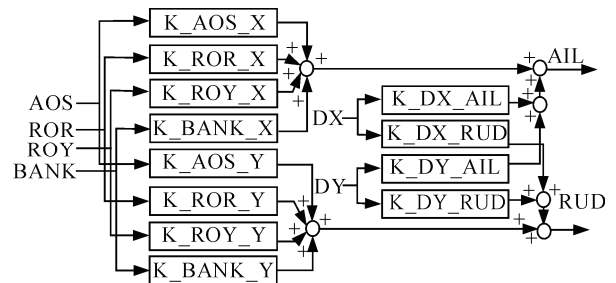 K_AOS_X
K_ROR_X
K_ROY_X
K_BANK_X
K_AOS_Y
K_ROR_Y
K_ROY_Y
K_BANK_Y
AOS
ROR
ROY
BANK
+
+
+
+
+
+
+
+
DX
DY
K_DX_AIL
K_DX_RUD
K_DY_AIL
K_DY_RUD
+
+
+
+
+
+
+
+
AIL
RUD